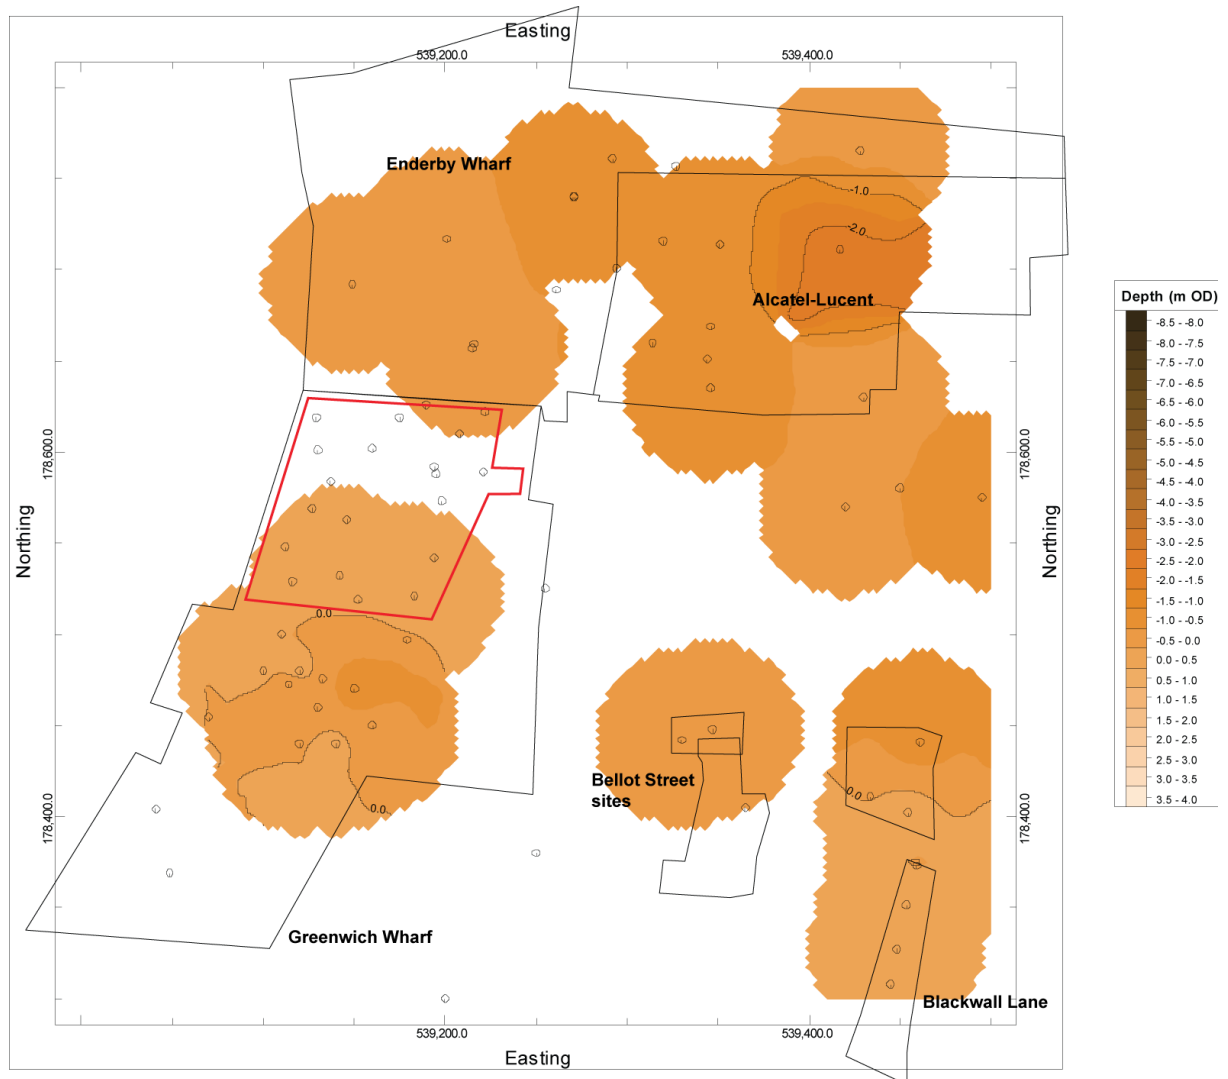 Easting
539,200.0
539,400.0
Enderby Wharf
-1.0
-2.0
Alcatel-Lucent
Depth (m OD)
-8.5 - -8.0
-8.0 - -7.5
-7.5 - -7.0
-7.0 - -6.5
-6.5 - -6.0
-6.0 - -5.5
-5.5 - -5.0
-5.0 - -4.5
-4.5 - -4.0
-4.0 - -3.5
-3.5 - -3.0
-3.0 - -2.5
-2.5 - -2.0
-2.0 - -1.5
-1.5 - -1.0
-1.0 - -0.5
-0.5 - 0.0
0.0 - 0.5
0.5 - 1.0
1.0 - 1.5
1.5 - 2.0
2.0 - 2.5
2.5 - 3.0
3.0 - 3.5
3.5 - 4.0
178,600.0
178,600.0
Northing
Northing
0.0
Bellot Street
sites
0.0
0.0
178,400.0
178,400.0
Greenwich Wharf
Blackwall Lane
539,200.0
539,400.0
Easting